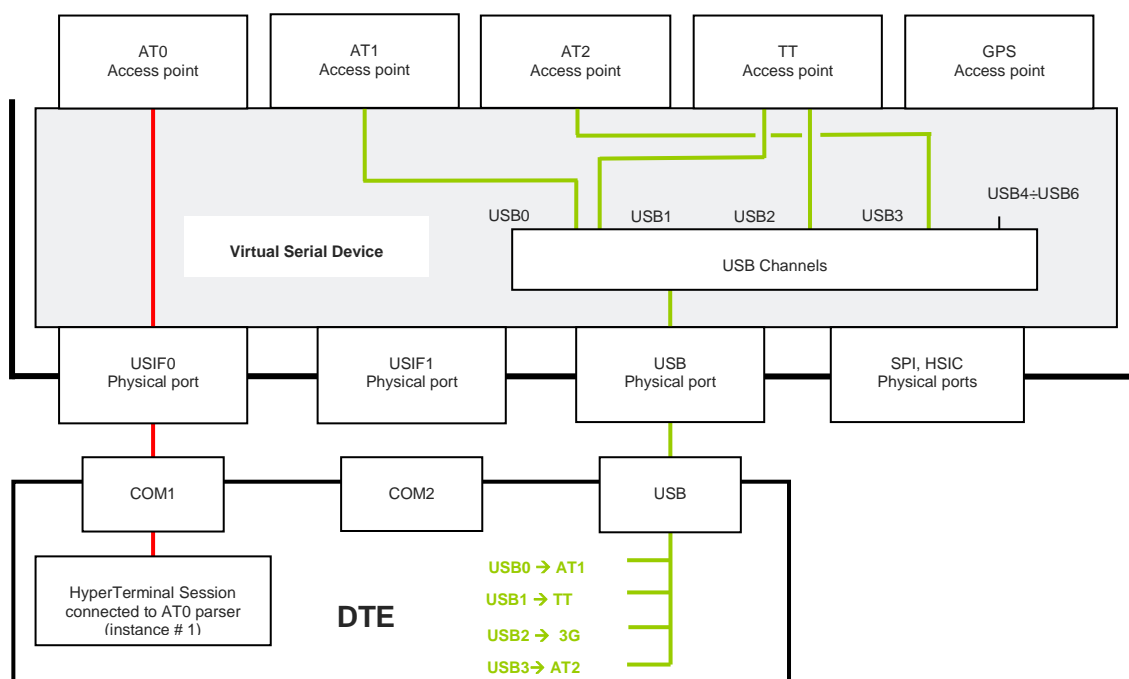 AT0
Access point
AT1
Access point
AT2
Access point
TT
Access point
GPS
Access point
USB4÷USB6
USB0
USB1
USB2
USB3
Virtual Serial Device
USB Channels
USIF0
Physical port
USIF1
Physical port
USB
Physical port
SPI, HSIC
Physical ports
COM1
COM2
USB
HyperTerminal Session
connected to AT0 parser
(instance # 1)
DTE
USB0 → AT1
USB1 → TT
USB2 → 3G
USB3→ AT2